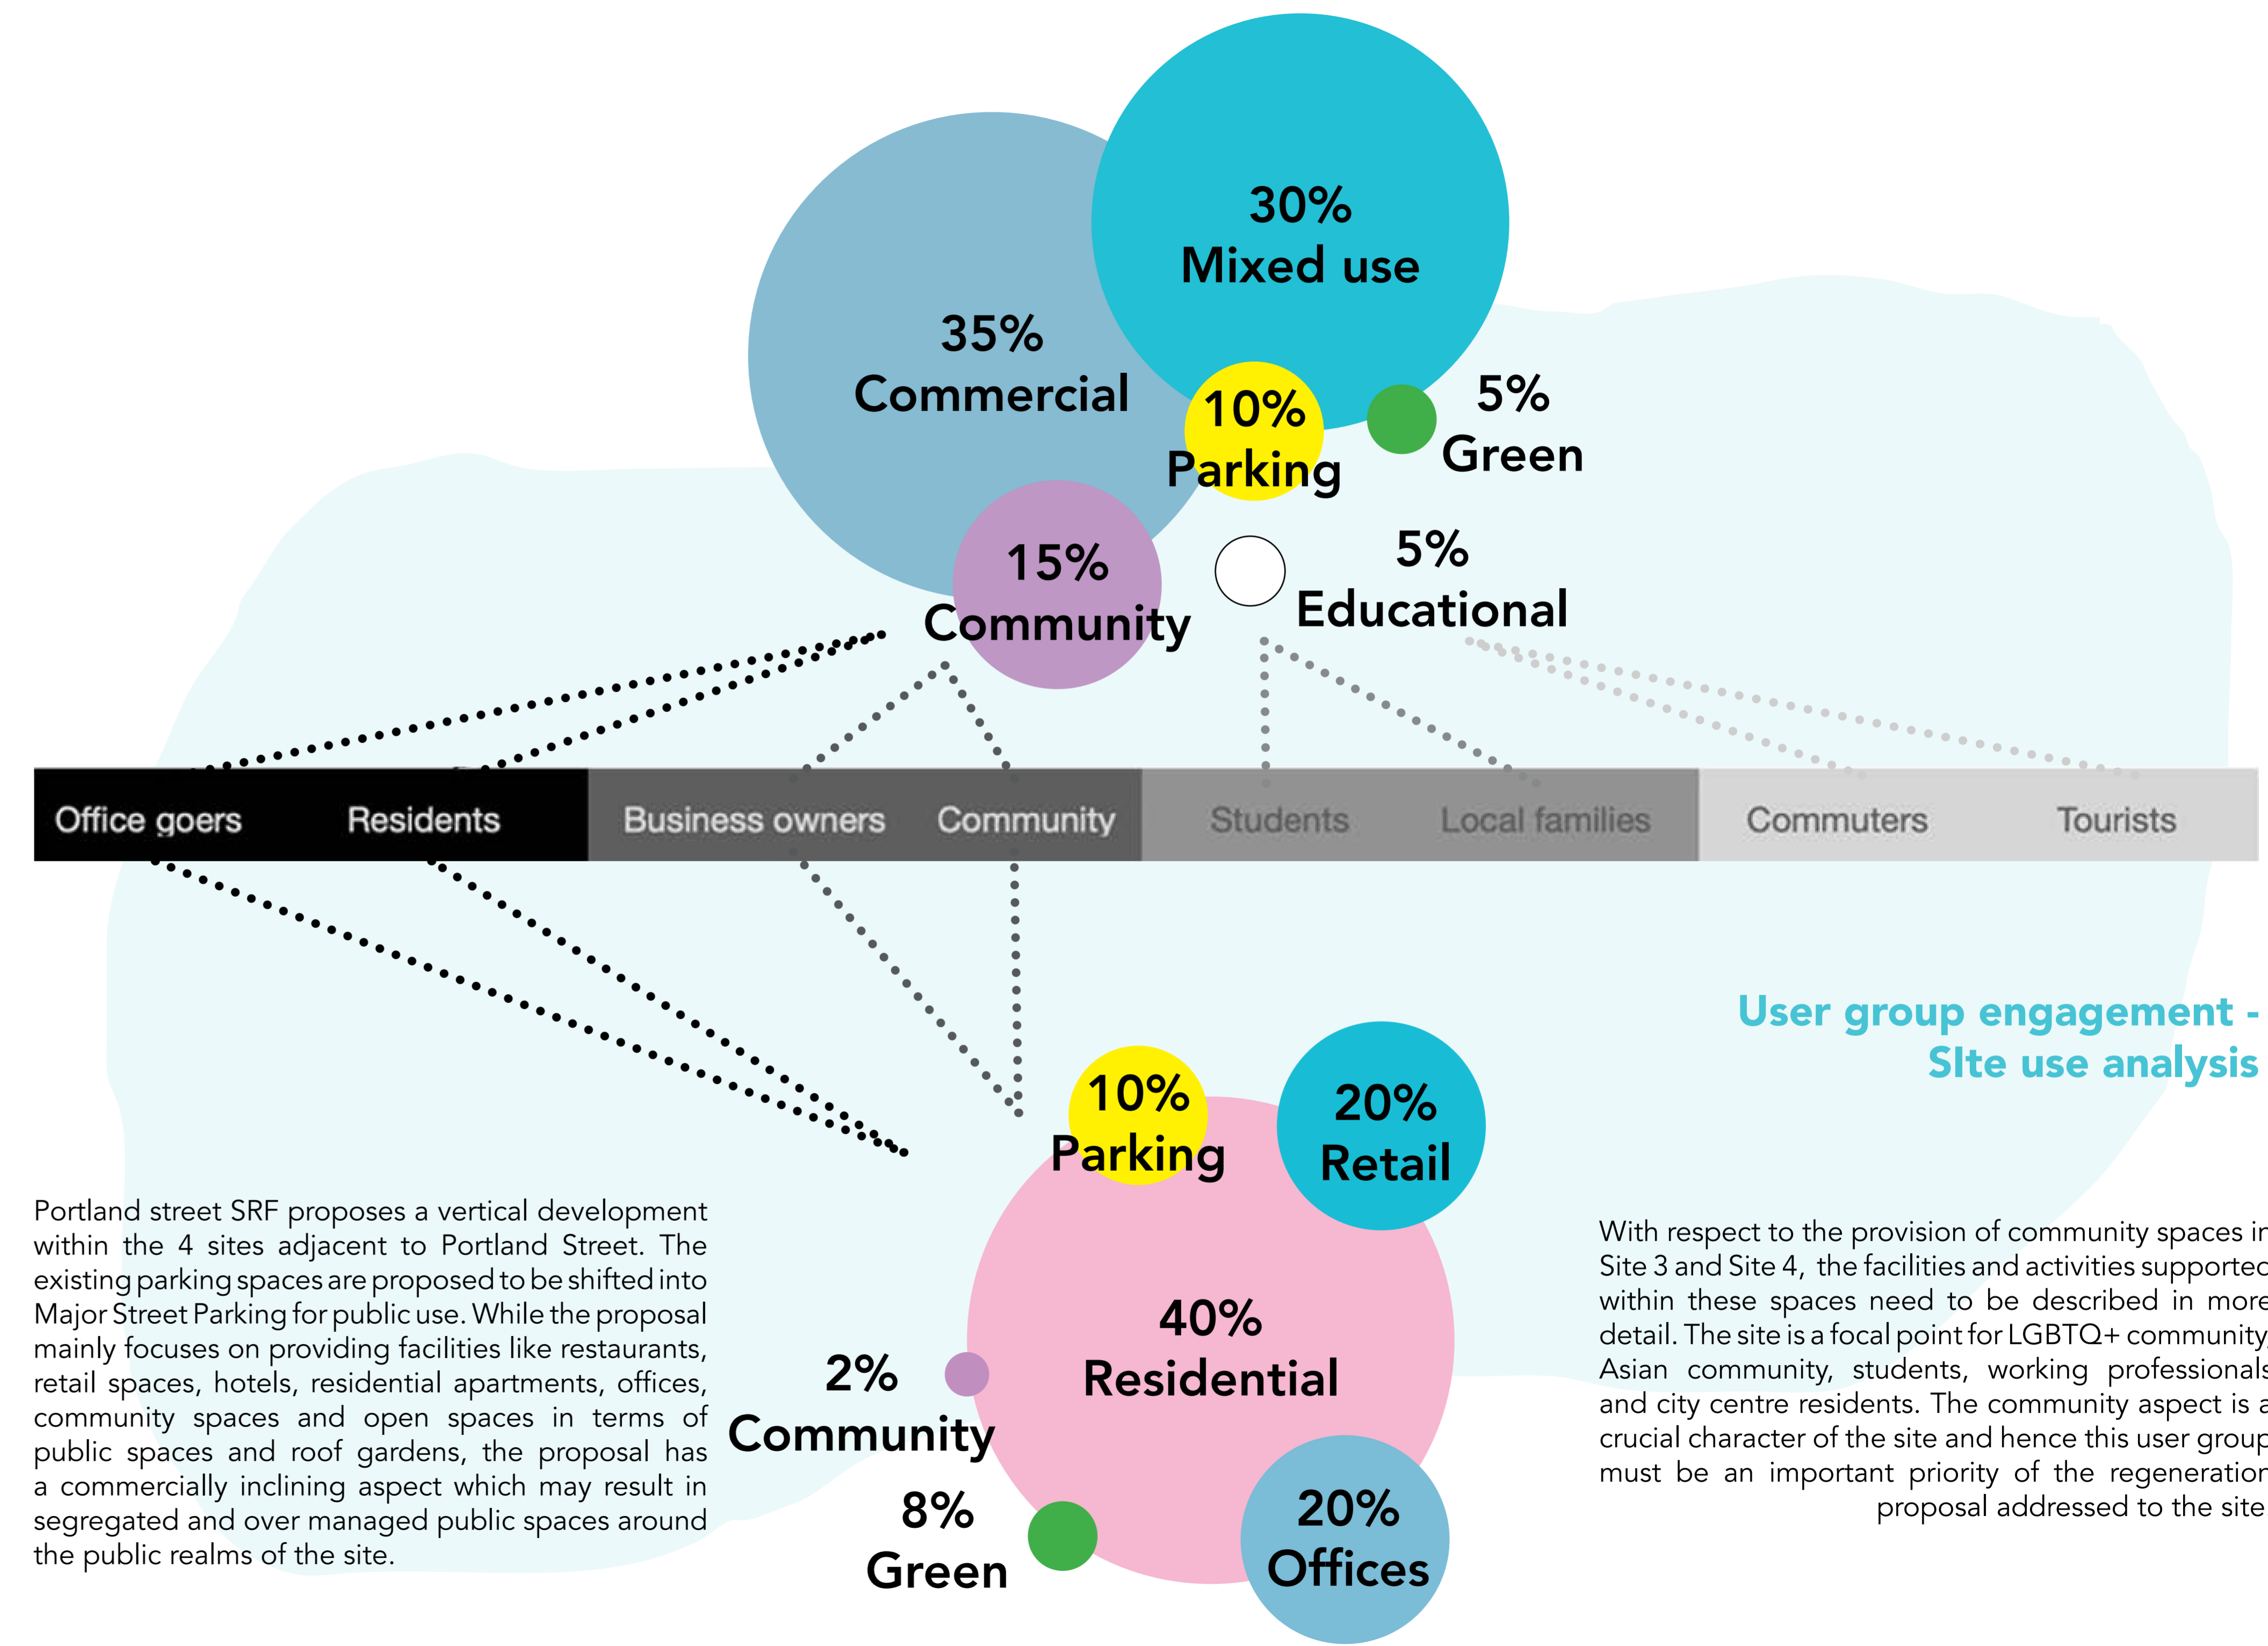 30%
Mixed use
35%
Commercial
10%
Parking
5%
Green
15%
Community
5%
Educational
Office goers Residents Business owners Community Students Local families Commuters Tourists
User group engagement -
SIte use analysis
10%
Parking
20%
Retail
40%
Residential
2%
Community
8%
Green
20%
Offices
Portland street SRF proposes a vertical development
within the 4 sites adjacent to Portland Street. The
existing parking spaces are proposed to be shifted into
Major Street Parking for public use. While the proposal
mainly focuses on providing facilities like restaurants,
retail spaces, hotels, residential apartments, offices,
community spaces and open spaces in terms of
public spaces and roof gardens, the proposal has
a commercially inclining aspect which may result in
segregated and over managed public spaces around
the public realms of the site.
With respect to the provision of community spaces in
Site 3 and Site 4, the facilities and activities supported
within these spaces need to be described in more
detail. The site is a focal point for LGBTQ+ community,
Asian community, students, working professionals
and city centre residents. The community aspect is a
crucial character of the site and hence this user group
must be an important priority of the regeneration
proposal addressed to the site